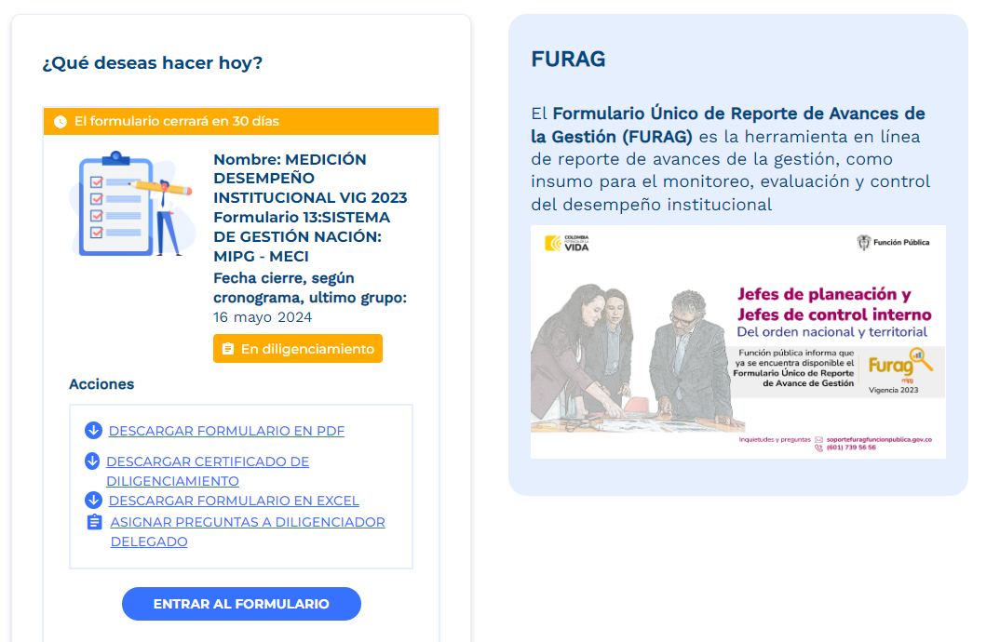 ¿Qué deseas hacer hoy?
El formulario cerrará en 30 días
Nombre: MEDICIÓN
DESEMPEÑO
INSTITUCIONAL VIG 2023
Formulario 13:SISTEMA
DE GESTIÓN NACIÓN:
MIPG - MECI
Fecha cierre, según
cronograma, ultimo grupo:
16 mayo 2024
En diligenciamiento
Acciones
DESCARGAR FORMULARIO EN PDF
DESCARGAR CERTIFICADO DE
DILIGENCIAMIENTO
DESCARGAR FORMULARIO EN EXCEL
ASIGNAR PREGUNTAS A DILIGENCIADOR
DELEGADO
ENTRAR AL FORMULARIO
FURAG
El Formulario Único de Reporte de Avances de
la Gestión (FURAG) es la herramienta en línea
de reporte de avances de la gestión, como
insumo para el monitoreo, evaluación y control
del desempeño institucional
COLOMBIA
POTENCIA DE LA
VIDA
Función Pública
Jefes de planeación y
Jefes de control interno
Del orden nacional y territorial
Función pública informa que
ya se encuentra disponible el
Formulario Único de Reporte
de Avance de Gestión
Furag
mipg
Vigencia 2023
Inquietudes y preguntas soportefuragfuncionpublica.gov.co
(601) 739 56 56